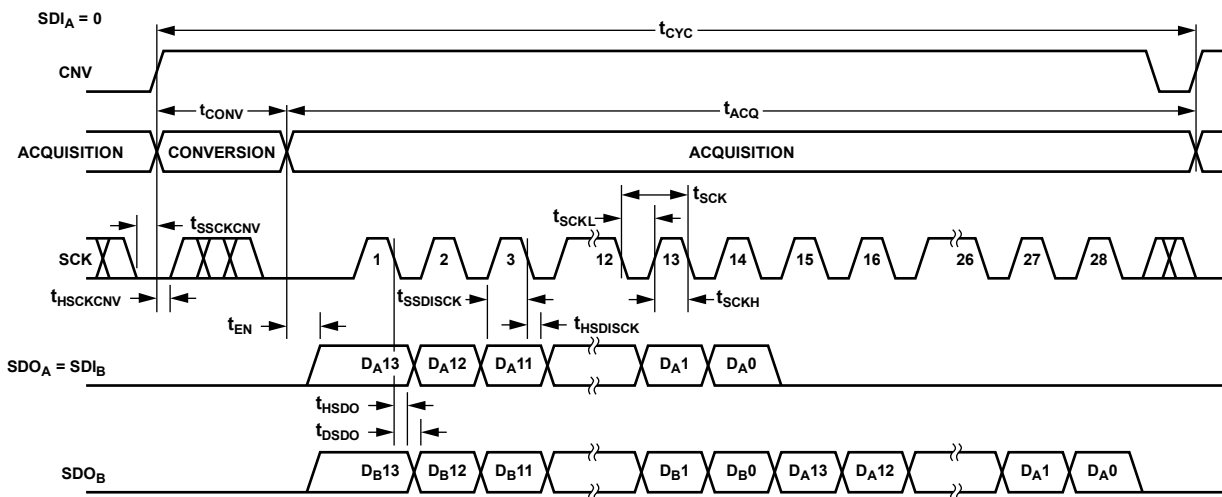 SDIA = 0
tCYC
CNV
tCONV
tACQ
ACQUISITION
CONVERSION
ACQUISITION
tSSCKCNV
tSCKL
tSCK
SCK
1
2
3
12
13
14
15
16
26
27
28
tHSCKCNV
tSSDISCK
tSCKH
tEN
tHSDISCK
SDOA = SDIB
DA13
DA12
DA11
DA1
DA0
tHSDO
tDSDO
SDOB
DB13
DB12
DB11
DB1
DB0
DA13
DA12
DA1
DA0